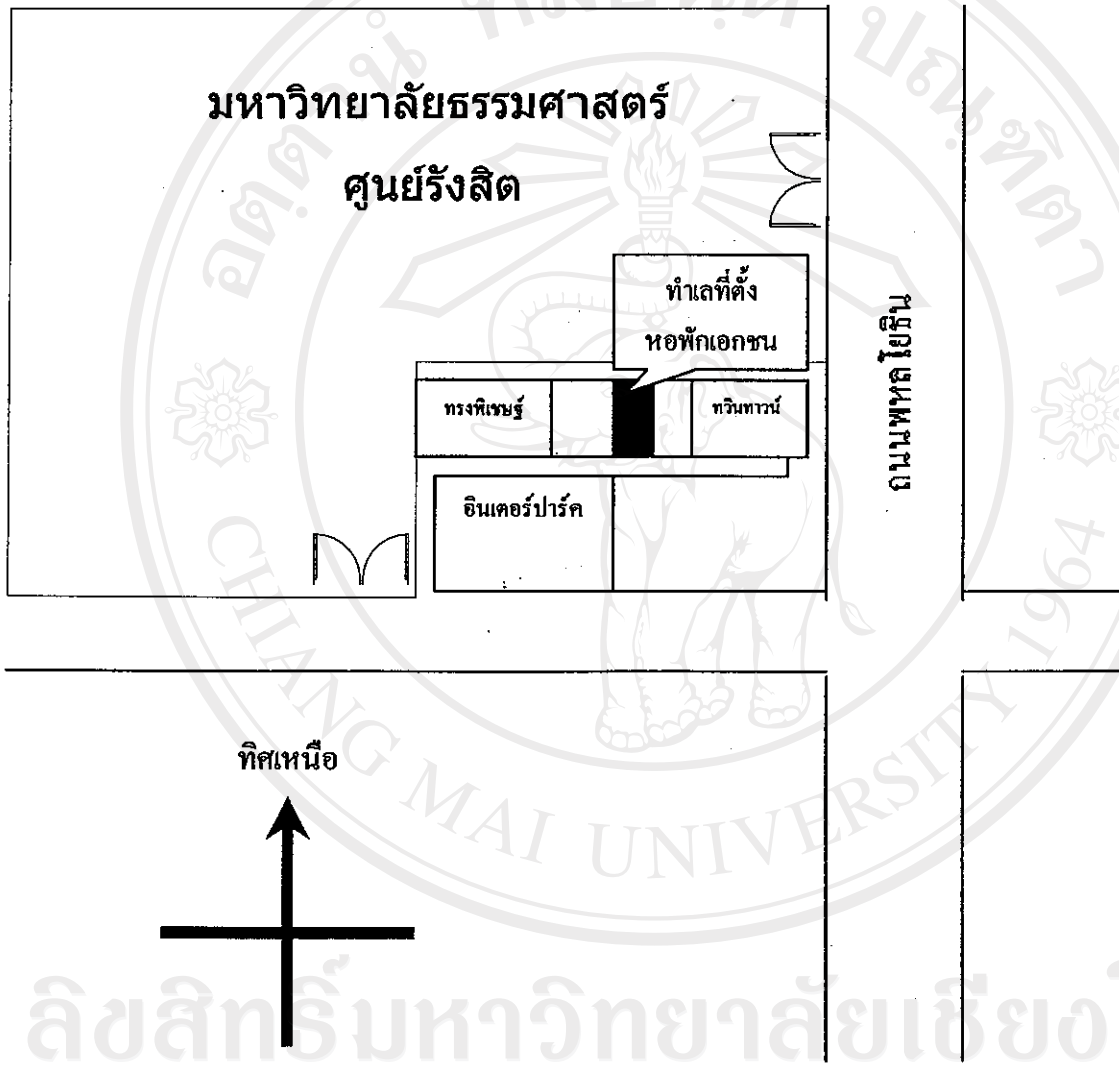 มหาวิทยาลัยธรรมศาสตร์
ศูนย์รังสิต
ทำเลที่ตั้ง
หอพักเอกชน
ถนนพหลโยธิน
ทรงพิเชษฐ์
ทวินทาวน์
อินเตอร์ปาร์ค
ทิศเหนือ
CHIANG MAI UNIVERSITY 1964
ลิขสิทธิ์มหาวิทยาลัยเชียง